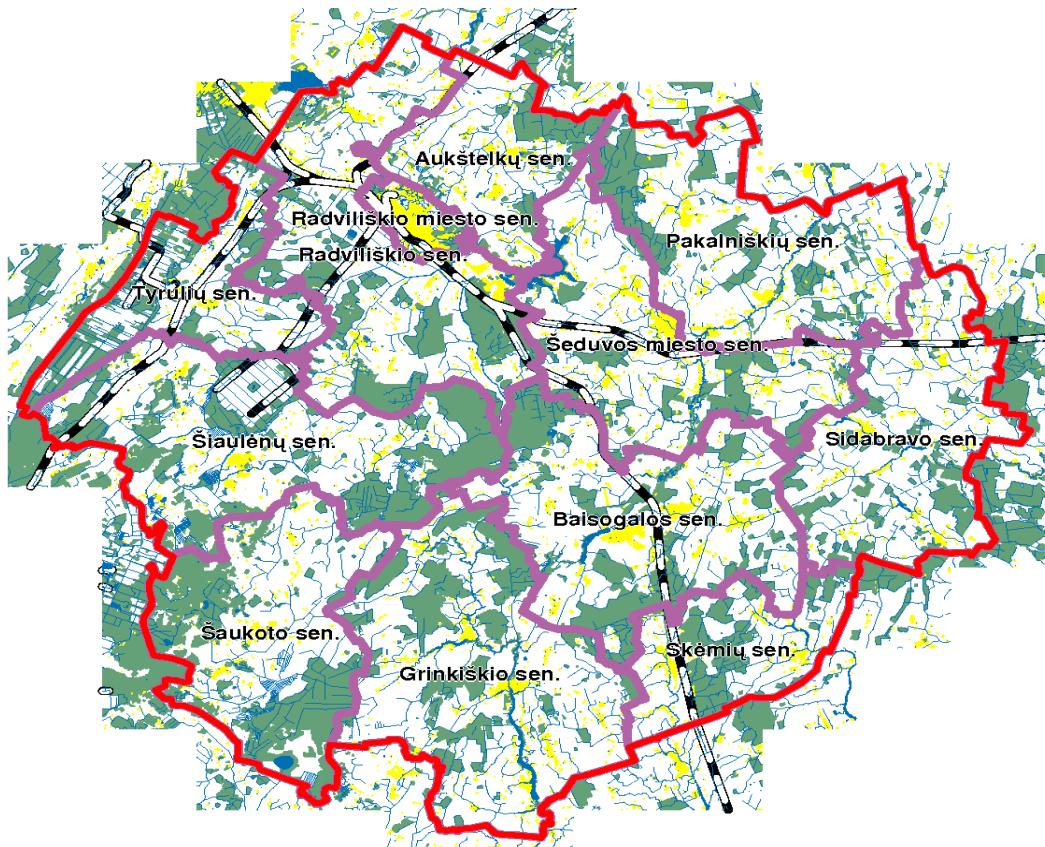 Aukštelkų sen.
Radviliškio miesto sen.
Pakalniškių sen.
Radviliškio sen.
Tyrulių sen.
Šeduvos miesto sen.
Šiaulėnų sen.
Sidabravo sen.
Baisogalos sen.
Šaukoto sen.
Skėmių sen.
Grinkiškio sen.